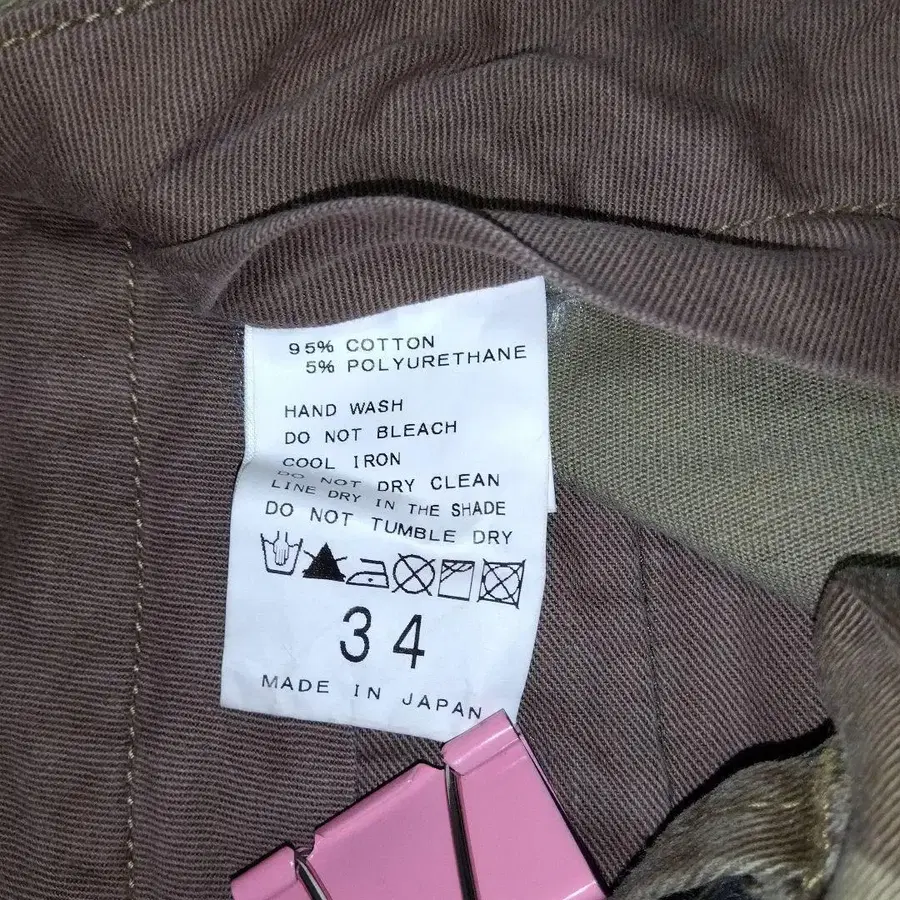 95% COTTON
5% POLYURETHANE
HAND WASH
DO NOT BLEACH
COOL IRON
DO NOT DRY CLEAN
LINE DRY IN THE SHADE
DO NOT TUMBLE DRY
34
MADE IN JAPAN